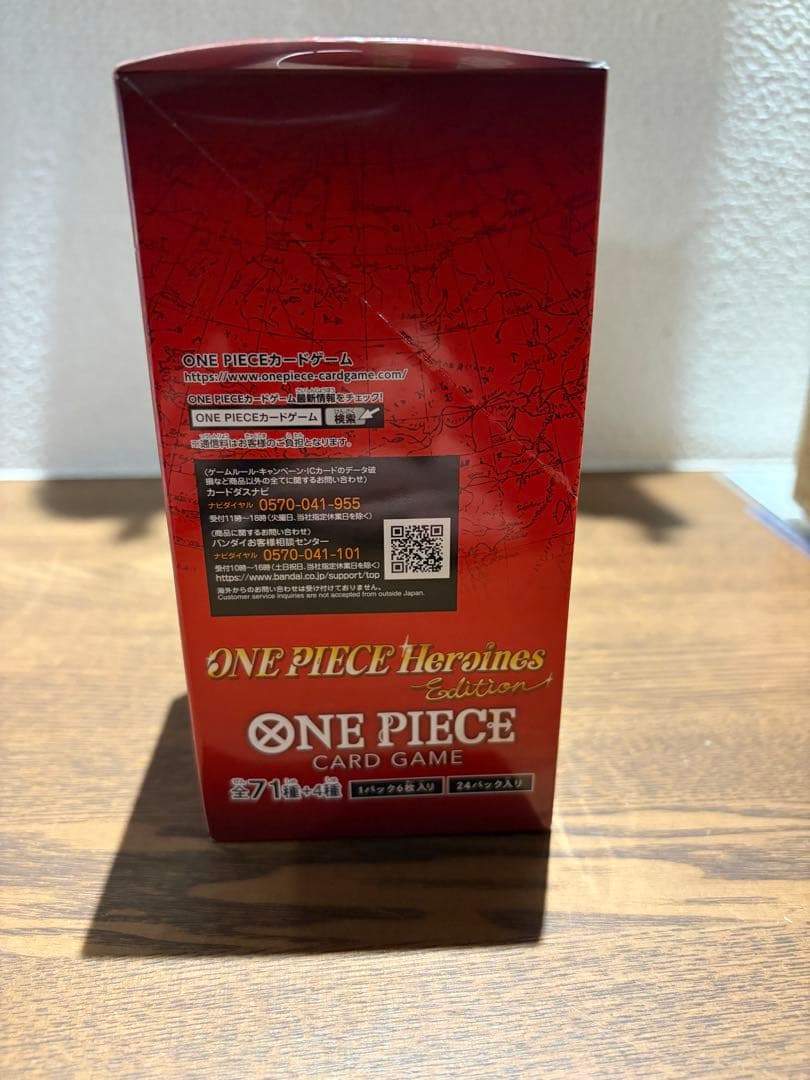 ONE PIECEカードゲーム
https://www.onepiece-cardgame.com/
ONE PIECEカードゲーム最新情報をチェック!
ONE PIECEカードゲーム 検索
※通信料はお客様のご負担となります。
〈ゲームルール・キャンペーン・ICカードのデータ破
損など商品以外の全てに関するお問い合わせ〉
カードダスナビ
ナビダイヤル 0570-041-955
受付11時〜16時(火曜日、当社指定休業日を除く)
〈商品に関するお問い合わせ〉
バンダイお客様相談センター
ナビダイヤル 0570-041-101
受付10時〜16時(土日祝日、当社指定休業日を除く)
https://www.bandai.co.jp/support/top
海外からのお問い合わせは受け付けておりません。
Customer service inquiries are not accepted from outside Japan.
ONE PIECE Heroines
Edition
ONE PIECE
CARD GAME
全71種+4種 1パック6枚入り 24パック入り